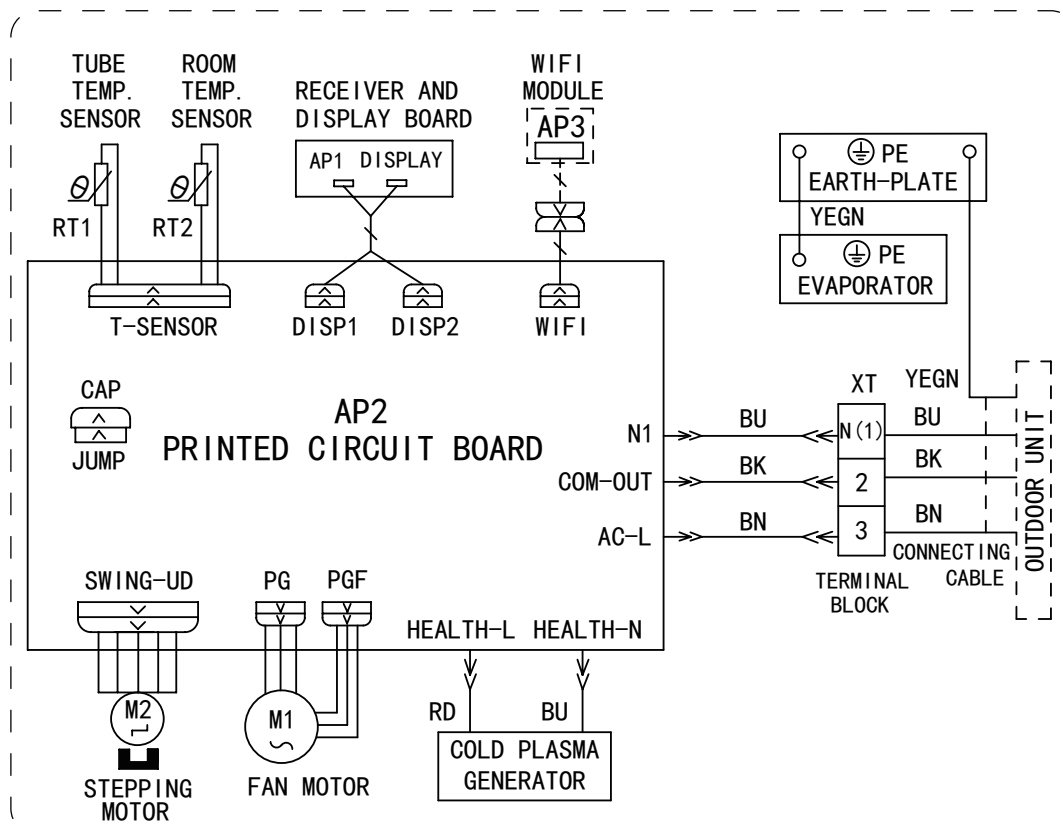 TUBE
TEMP.
SENSOR
ROOM
TEMP.
SENSOR
RECEIVER AND
DISPLAY BOARD
WIFI
MODULE
AP3
AP1 DISPLAY
θ
RT1
θ
RT2
PE
EARTH-PLATE
YEGN
PE
EVAPORATOR
T-SENSOR
DISP1
DISP2
WIFI
CAP
JUMP
AP2
PRINTED CIRCUIT BOARD
N1
COM-OUT
AC-L
BU
BK
BN
XT
N(1)
2
3
TERMINAL
BLOCK
YEGN
BU
BK
BN
CONNECTING
CABLE
OUTDOOR UNIT
SWING-UD
PG
PGF
HEALTH-L HEALTH-N
M2
STEPPING
MOTOR
M1
FAN MOTOR
RD
BU
COLD PLASMA
GENERATOR